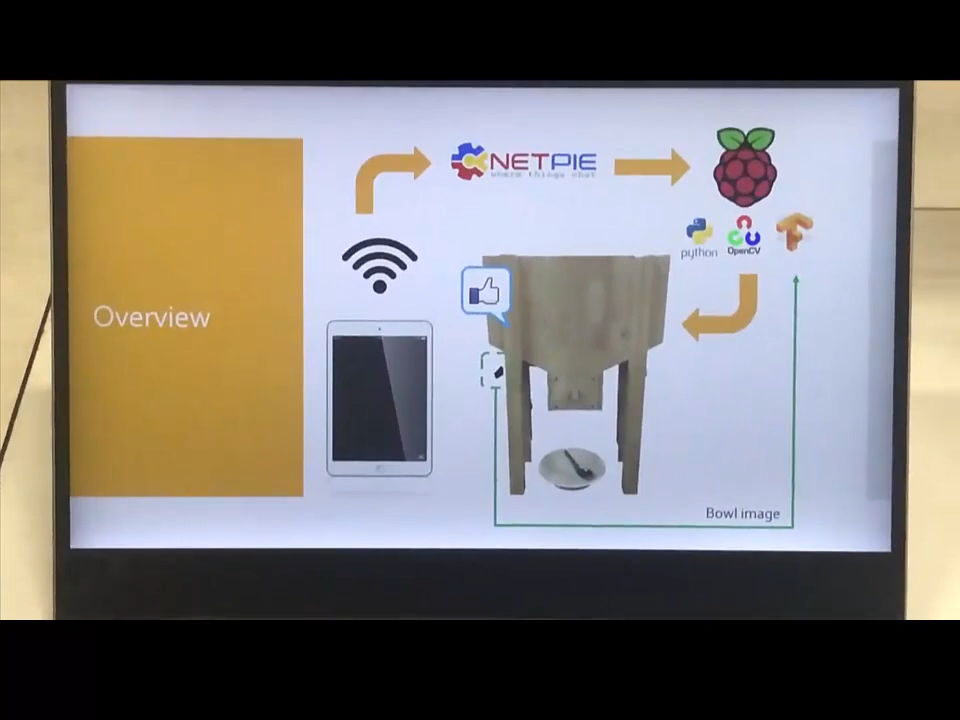 Overview
NETPIE
where things chat
python
OpenCV
Bowl image